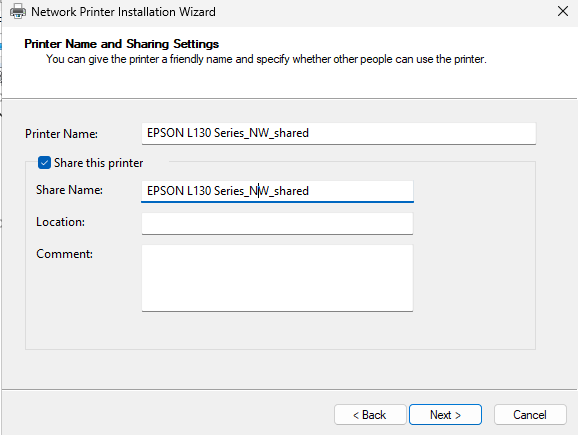 Network Printer Installation Wizard
Printer Name and Sharing Settings
You can give the printer a friendly name and specify whether other people can use the printer.
Printer Name: EPSON L130 Series_NW_shared
Share this printer
Share Name: EPSON L130 Series_NW_shared
Location:
Comment:
< Back Next > Cancel